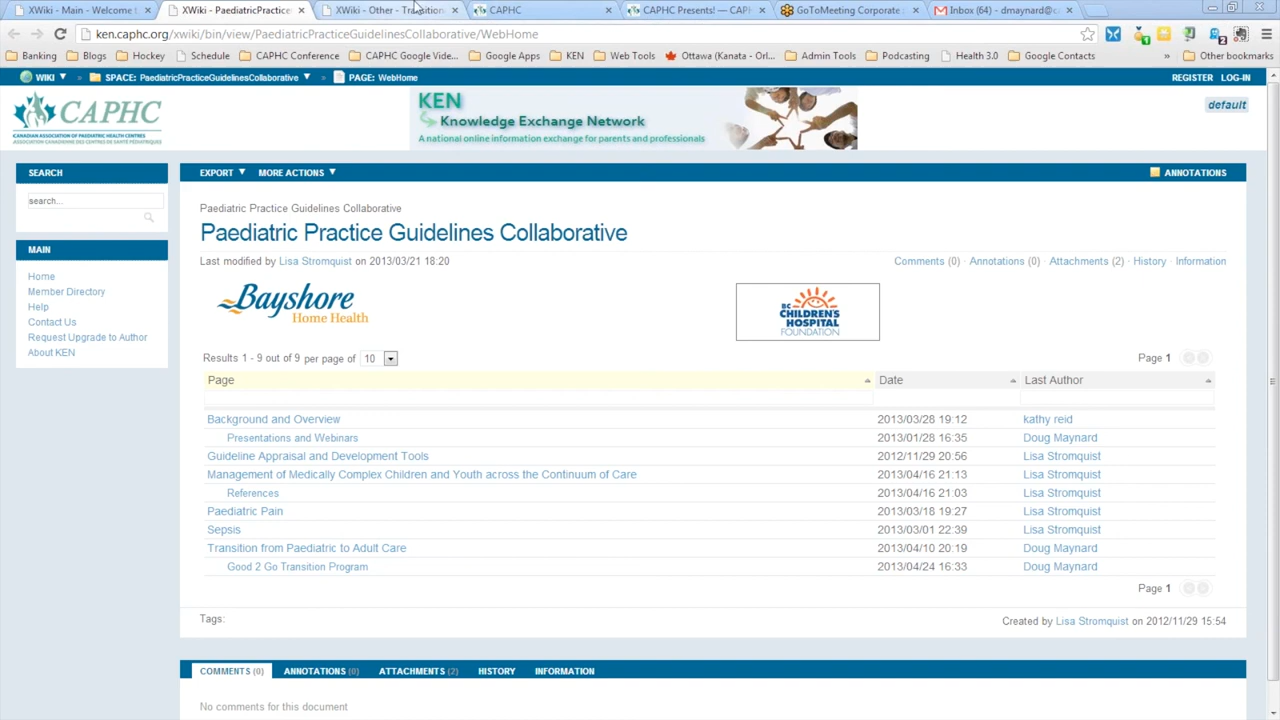 XWiki - Main - Welcome t
XWiki - PaediatricPractice
XWiki - Other - Transition
CAPHC
CAPHC Presents! — CAPH
GoToMeeting Corporate
Inbox (64) - dmaynard@c
ken.caphc.org/xwiki/bin/view/PaediatricPracticeGuidelinesCollaborative/WebHome
Banking
Blogs
Hockey
Schedule
CAPHC Conference
CAPHC Google Vide...
Google Apps
KEN
Web Tools
Ottawa (Kanata - Orl...
Admin Tools
Podcasting
Health 3.0
Google Contacts
»
Other bookmarks
WIKI
» SPACE: PaediatricPracticeGuidelinesCollaborative
» PAGE: WebHome
REGISTER LOG-IN
CAPHC
CANADIAN ASSOCIATION OF PAEDIATRIC HEALTH CENTRES
ASSOCIATION CANADIENNE DES CENTRES DE SANTÉ PÉDIATRIQUES
KEN
Knowledge Exchange Network
A national online information exchange for parents and professionals
default
SEARCH
search...
MAIN
Home
Member Directory
Help
Contact Us
Request Upgrade to Author
About KEN
EXPORT MORE ACTIONS
ANNOTATIONS
Paediatric Practice Guidelines Collaborative
Paediatric Practice Guidelines Collaborative
Last modified by Lisa Stromquist on 2013/03/21 18:20
Comments (0) · Annotations (0) · Attachments (2) · History · Information
Bayshore
Home Health
BC
CHILDREN'S
HOSPITAL
FOUNDATION
Results 1 - 9 out of 9 per page of 10
Page 1
Page Date Last Author
Background and Overview 2013/03/28 19:12 kathy reid
Presentations and Webinars 2013/01/28 16:35 Doug Maynard
Guideline Appraisal and Development Tools 2012/11/29 20:56 Lisa Stromquist
Management of Medically Complex Children and Youth across the Continuum of Care 2013/04/16 21:13 Lisa Stromquist
References 2013/04/16 21:03 Lisa Stromquist
Paediatric Pain 2013/03/18 19:27 Lisa Stromquist
Sepsis 2013/03/01 22:39 Lisa Stromquist
Transition from Paediatric to Adult Care 2013/04/10 20:19 Doug Maynard
Good 2 Go Transition Program 2013/04/24 16:33 Doug Maynard
Page 1
Tags:
Created by Lisa Stromquist on 2012/11/29 15:54
COMMENTS (0) ANNOTATIONS (0) ATTACHMENTS (2) HISTORY INFORMATION
No comments for this document